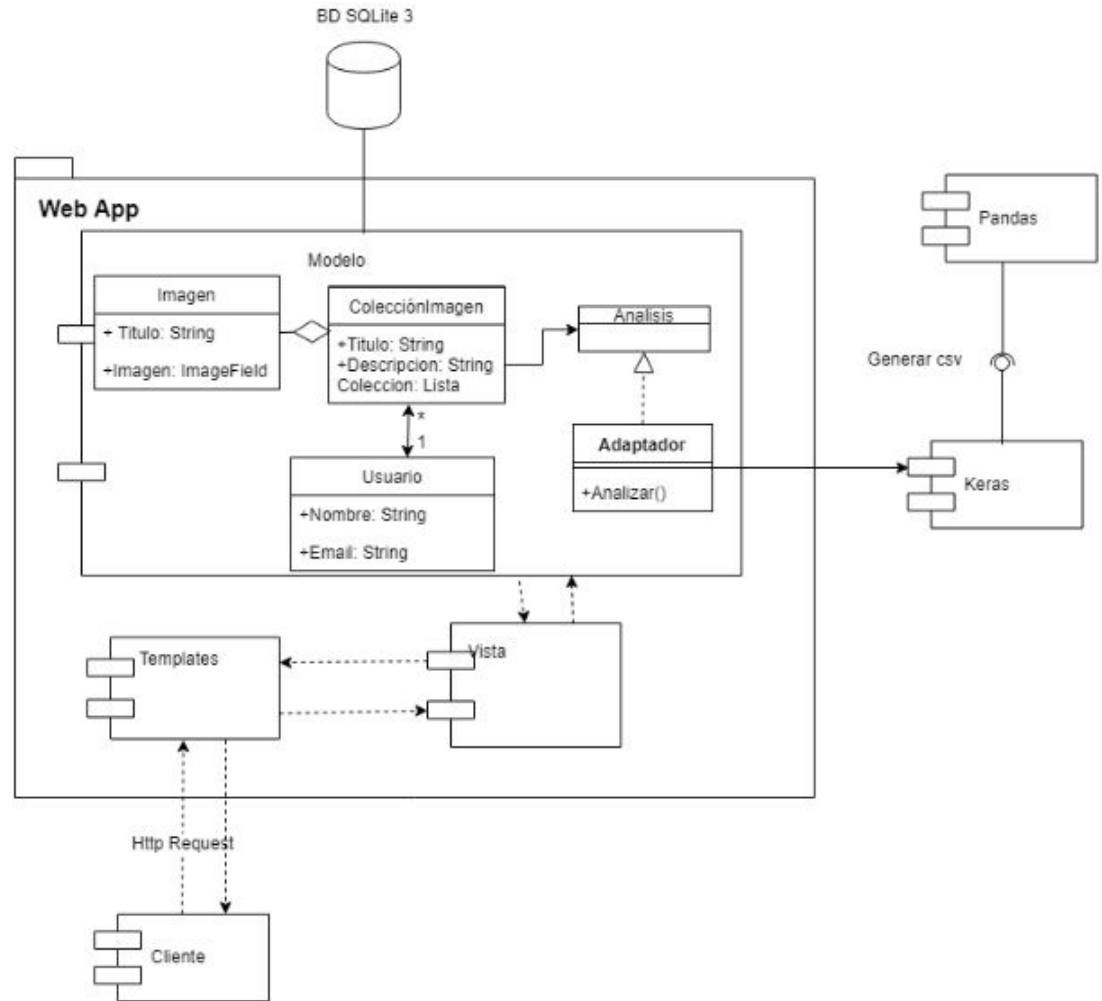 BD SQLite 3
Web App
Modelo
Imagen
+ Titulo: String
+Imagen: ImageField
ColecciónImagen
+Titulo: String
+Descripcion: String
Coleccion: Lista
Analisis
Adaptador
+Analizar()
*
1
Usuario
+Nombre: String
+Email: String
Pandas
Generar csv
Keras
Templates
Vista
Http Request
Cliente